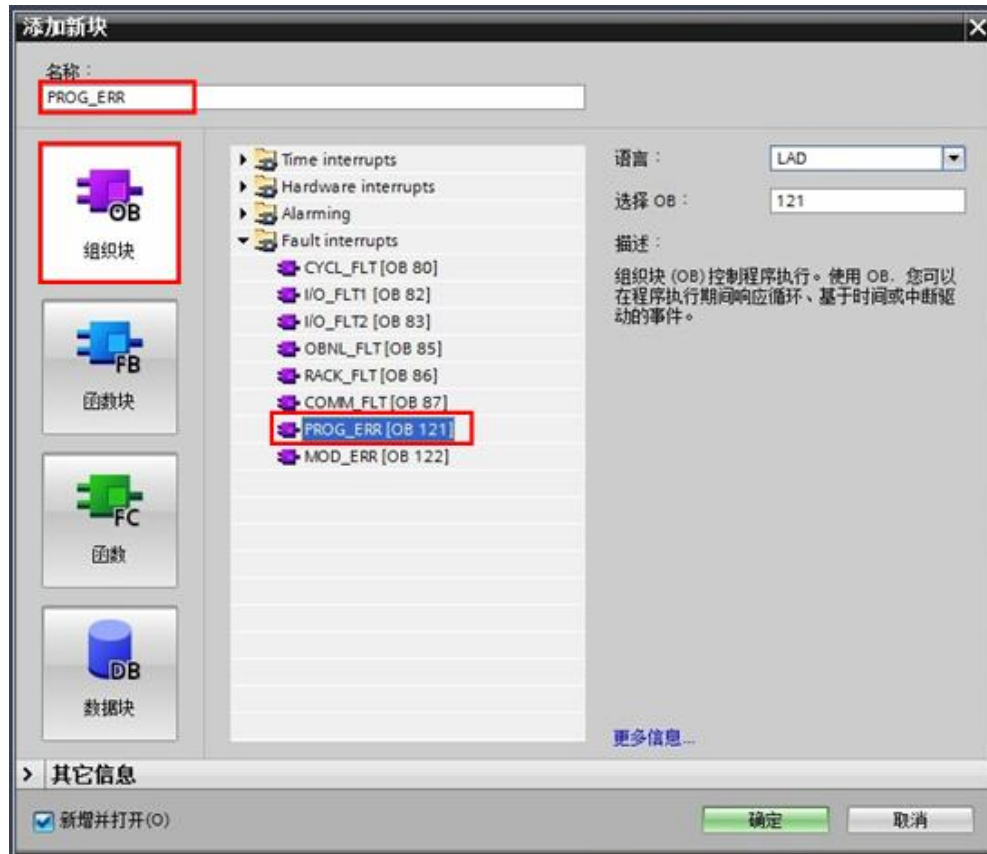 添加新块
名称：
PROG_ERR
OB
组织块
FB
函数块
FC
函数
DB
数据块
Time interrupts
Hardware interrupts
Alarming
Fault interrupts
CYCL_FLT [OB 80]
I/O_FLT1 [OB 82]
I/O_FLT2 [OB 83]
OBNL_FLT [OB 85]
RACK_FLT [OB 86]
COMM_FLT [OB 87]
PROG_ERR [OB 121]
MOD_ERR [OB 122]
语言： LAD
选择 OB： 121
描述：
组织块 (OB) 控制程序执行。使用 OB，您可以
在程序执行期间响应循环、基于时间或中断驱
动的事件。
更多信息...
> 其它信息
新增并打开(O)
确定
取消